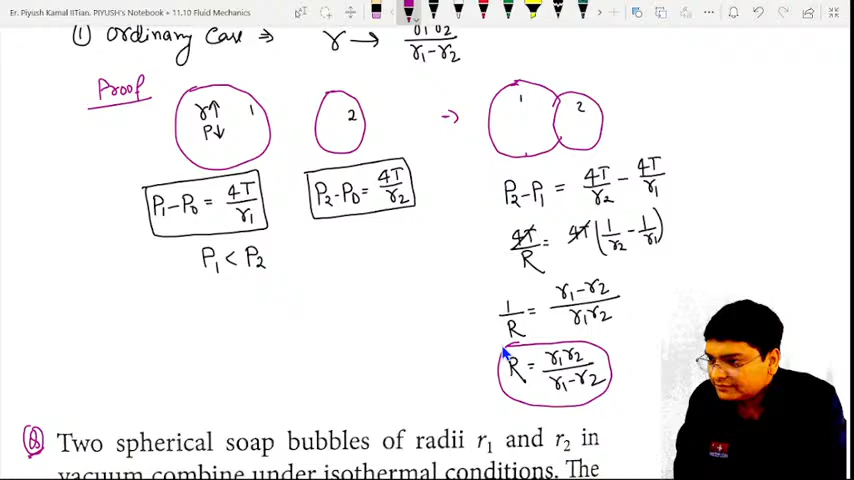 Er. Piyush Kamal IITian. PIYUSH's Notebook » 11.10 Fluid Mechanics
① Ordinary Case ⇒ r → r₁r₂/(r₁-r₂)
Proof
r↑ 1
P↓
2
→
1
2
P₁-P₀ = 4T/r₁
P₂-P₀ = 4T/r₂
P₁ < P₂
P₂-P₁ = 4T/r₂ - 4T/r₁
4T/R = 4T(1/r₂ - 1/r₁)
1/R = (r₁-r₂)/(r₁r₂)
R = r₁r₂/(r₁-r₂)
Q Two spherical soap bubbles of radii r₁ and r₂ in
vacuum combine under isothermal conditions. The